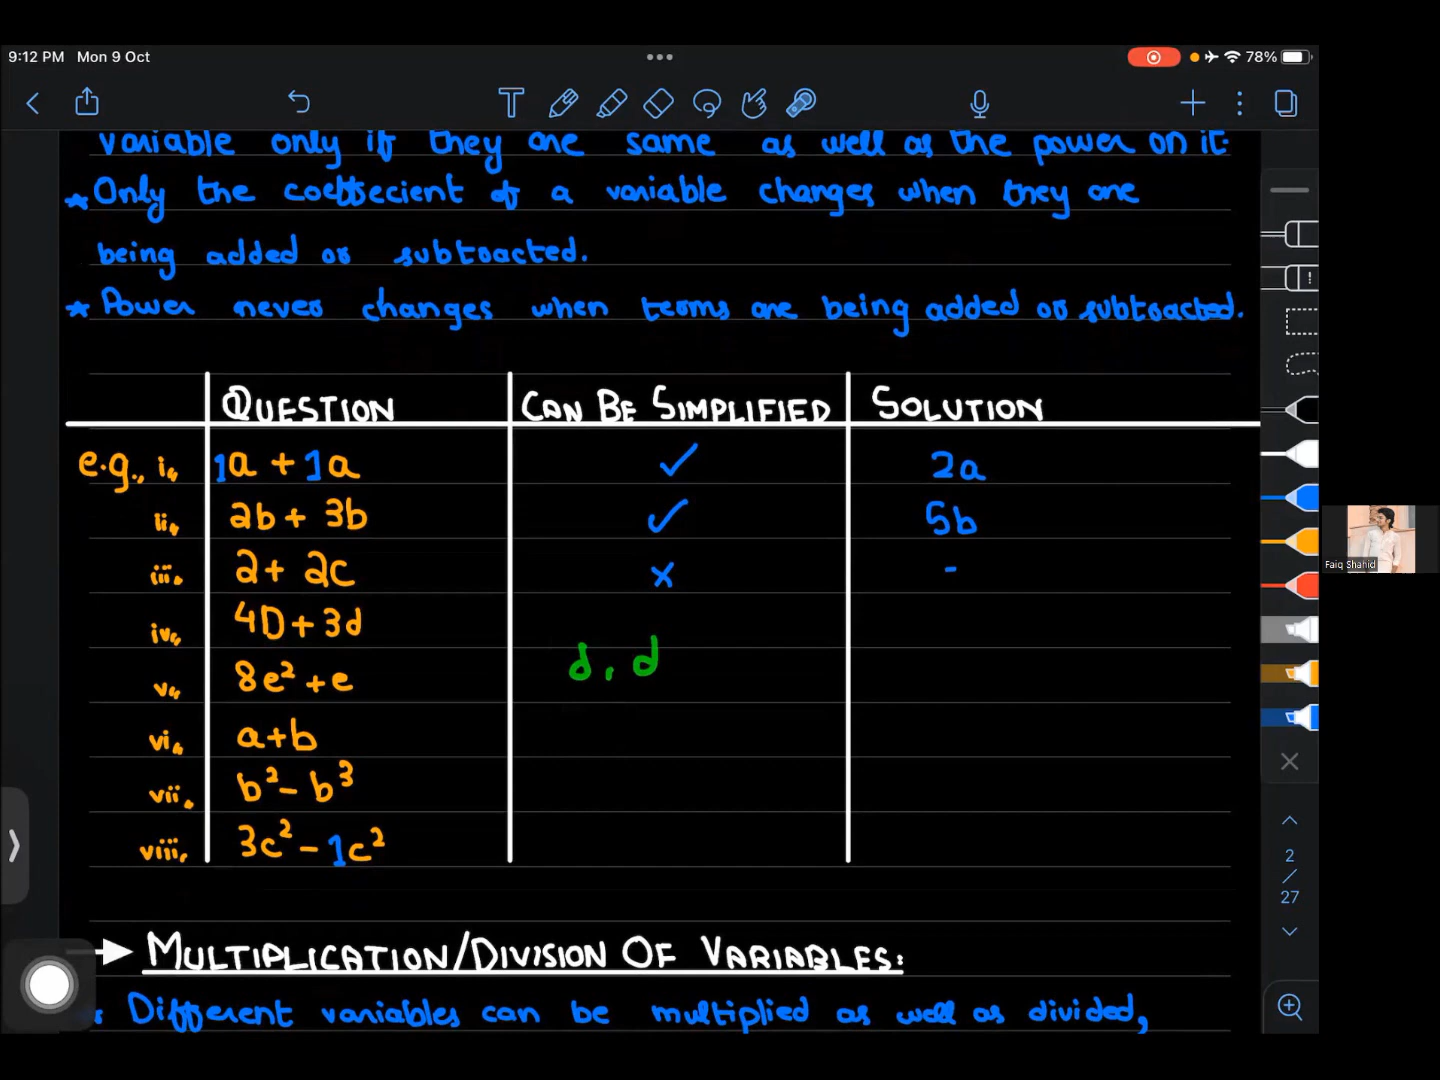 9:12 PM Mon 9 Oct
78%
variable only if they are same as well as the power on it.
★ Only the coeffecient of a variable changes when they are
being added or subtracted.
★ Power never changes when terms are being added or subtracted.
QUESTION CAN BE SIMPLIFIED SOLUTION
e.g., i, 1a + 1a ✓ 2a
ii, 2b + 3b ✓ 5b
iii. 2 + 2c × -
iv, 4D + 3d
d, d
v, 8e² + e
vi, a+b
vii. b² - b³
viii, 3c² - 1c²
MULTIPLICATION/DIVISION OF VARIABLES:
Different variables can be multiplied as well as divided,
2
/
27
Faiq Shahid